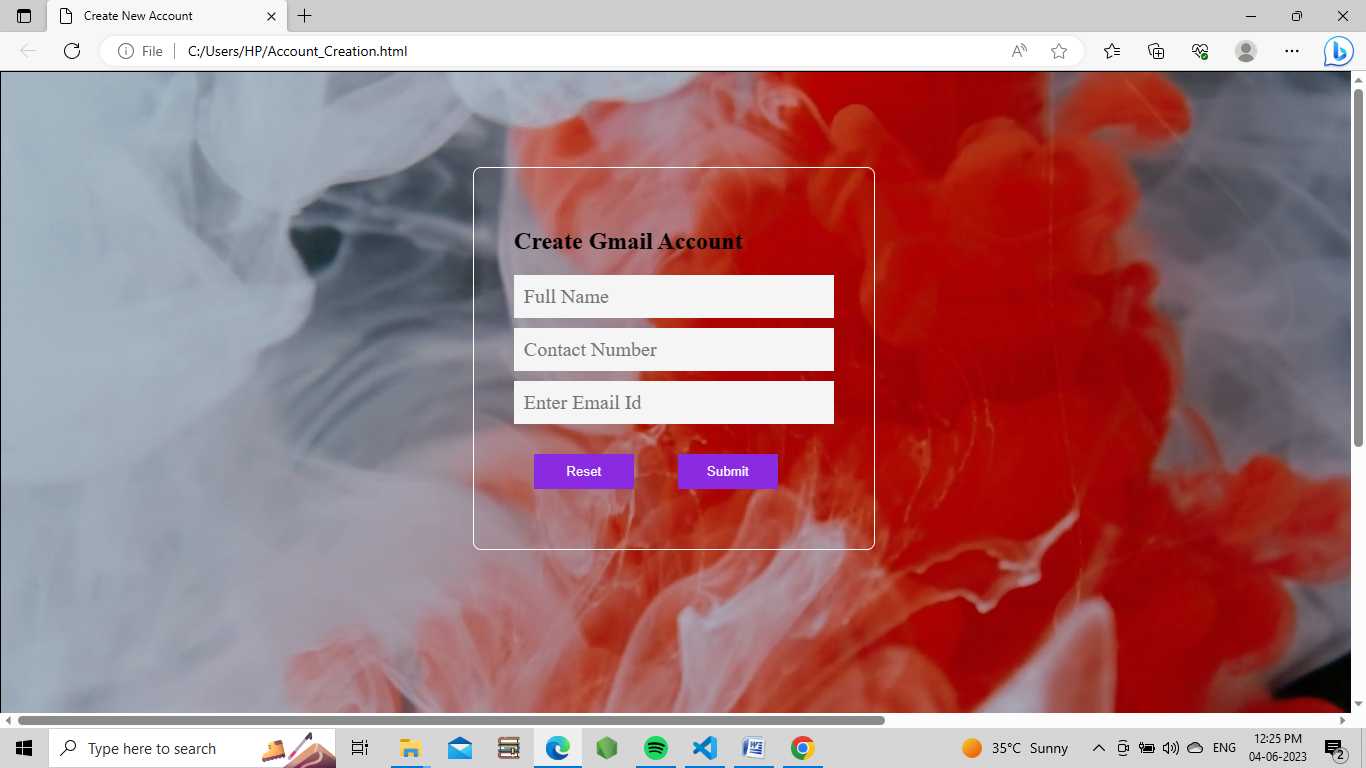 Create New Account
File C:/Users/HP/Account_Creation.html
Create Gmail Account
Full Name
Contact Number
Enter Email Id
Reset Submit
Type here to search
35°C Sunny
ENG
12:25 PM
04-06-2023
2